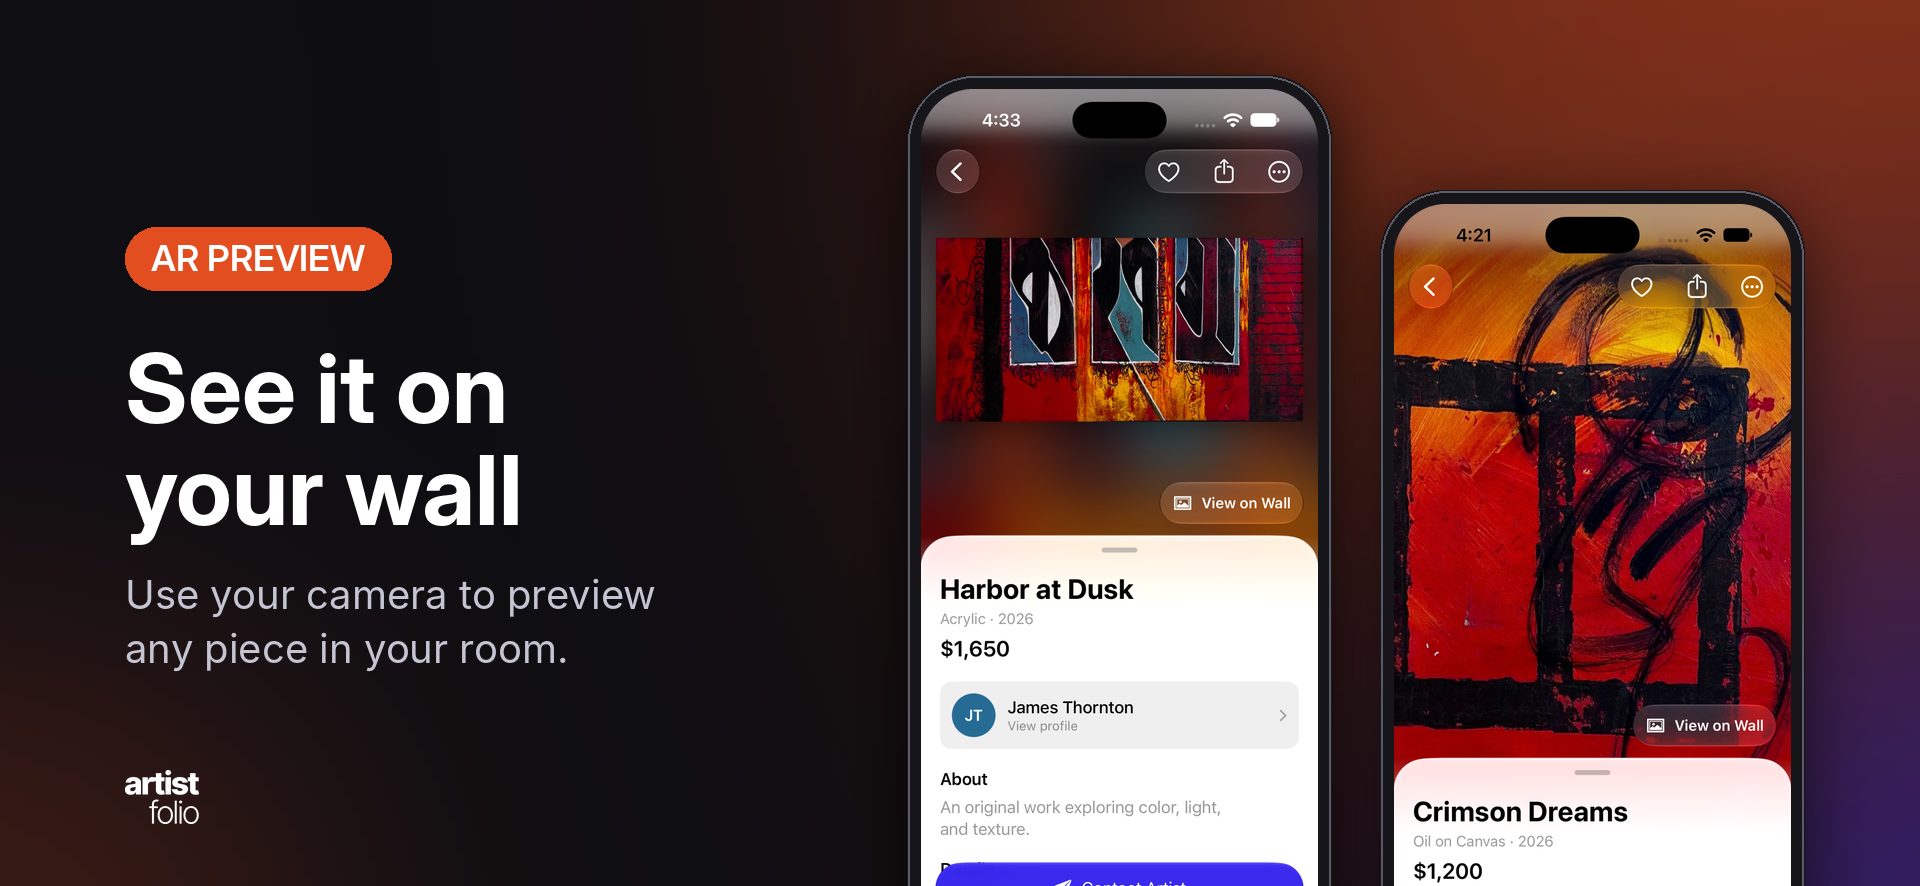 AR PREVIEW
See it on
your wall
Use your camera to preview
any piece in your room.
artist
folio
4:33
View on Wall
Harbor at Dusk
Acrylic · 2026
$1,650
JT
James Thornton
View profile
About
An original work exploring color, light,
and texture.
Contact Artist
4:21
View on Wall
Crimson Dreams
Oil on Canvas · 2026
$1,200